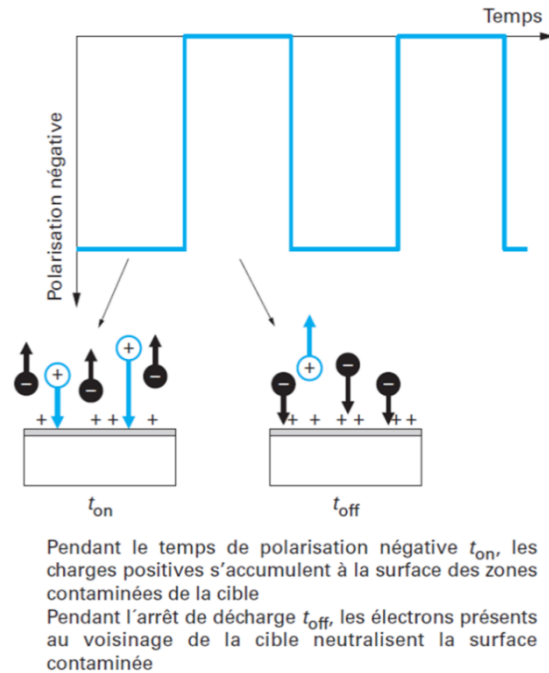 Temps
Polarisation négative
+ + + + +
+ + + + + + +
t_on
t_off
Pendant le temps de polarisation négative t_on, les
charges positives s'accumulent à la surface des zones
contaminées de la cible
Pendant l'arrêt de décharge t_off, les électrons présents
au voisinage de la cible neutralisent la surface
contaminée